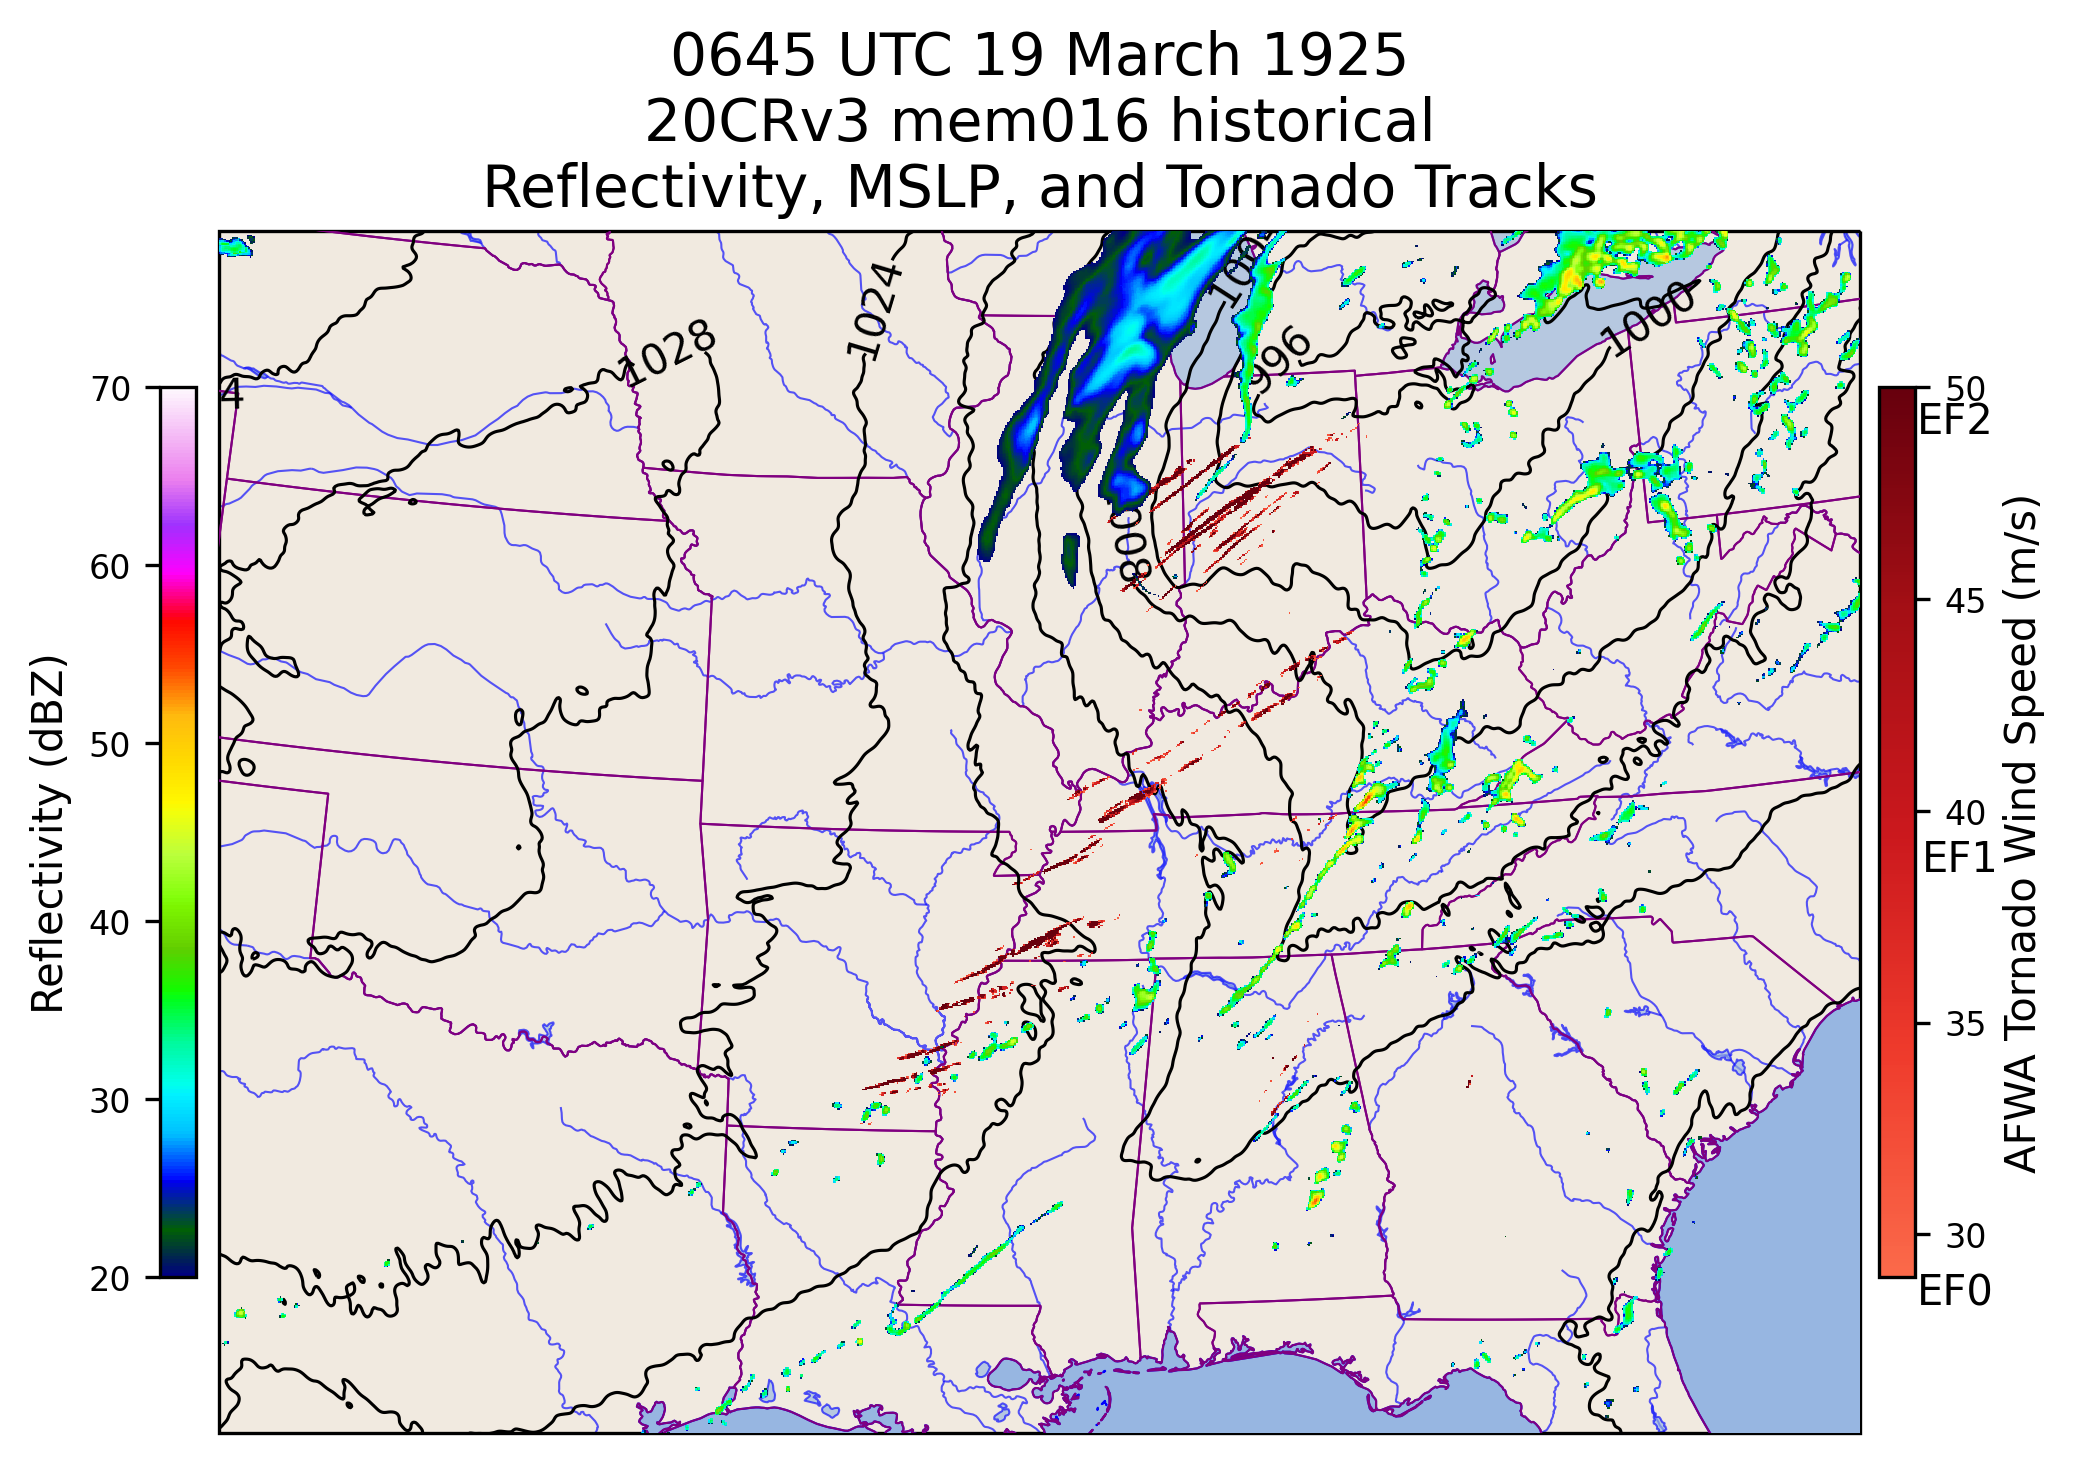 0645 UTC 19 March 1925
20CRv3 mem016 historical
Reflectivity, MSLP, and Tornado Tracks
1024
1028
996
1000
4
008
70
60
50
40
30
20
Reflectivity (dBZ)
50
EF2
45
40
EF1
35
30
EF0
AFWA Tornado Wind Speed (m/s)